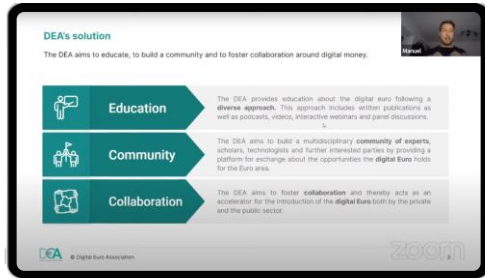 DEA's solution
The DEA aims to educate, to build a community and to foster collaboration around digital money.
Manuel
Education
The DEA provides education about the digital euro following a
diverse approach. This approach includes written publications as
well as podcasts, videos, interactive webinars and panel discussions.
Community
The DEA aims to build a multidisciplinary community of experts,
scholars, technologists and further interested parties by providing a
platform for exchange about the opportunities the digital Euro holds
for the Euro area.
Collaboration
The DEA aims to foster collaboration and thereby acts as an
accelerator for the introduction of the digital Euro both by the private
and the public sector.
DEA © Digital Euro Association
zoom